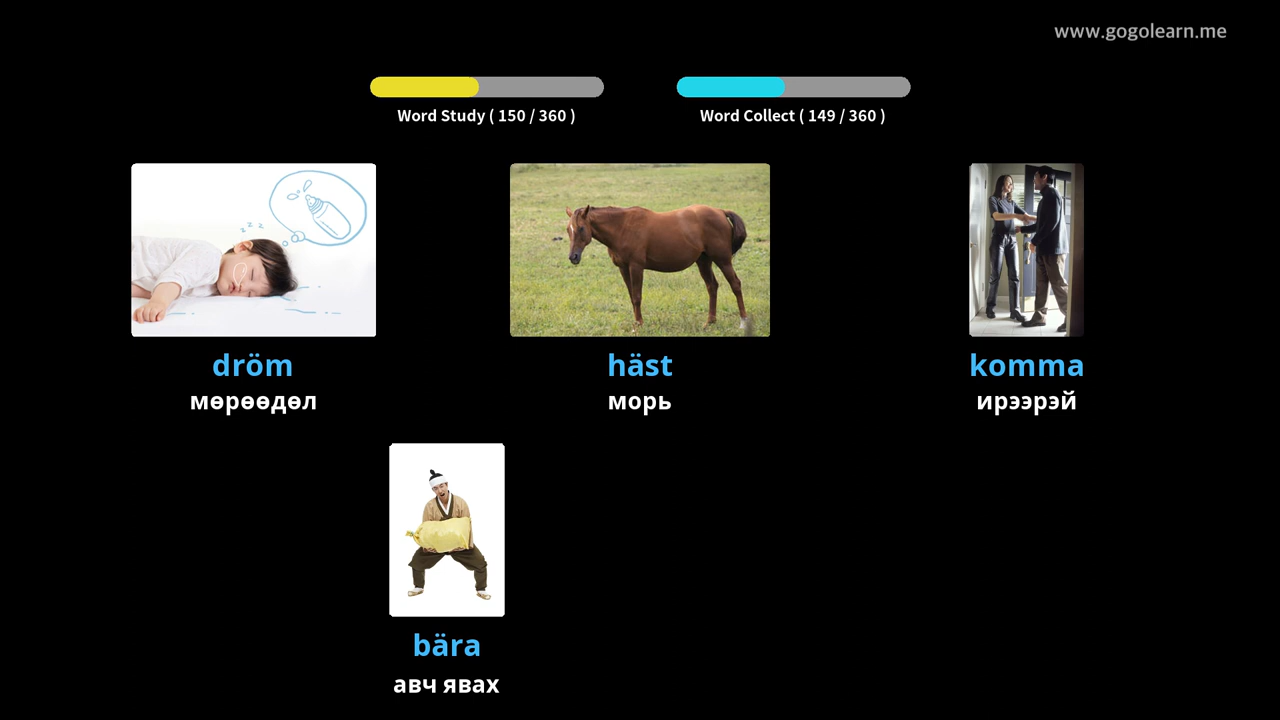 www.gogolearn.me
Word Study ( 150 / 360 )
Word Collect ( 149 / 360 )
z z z
dröm
häst
komma
мөрөөдөл
морь
ирээрэй
bära
авч явах